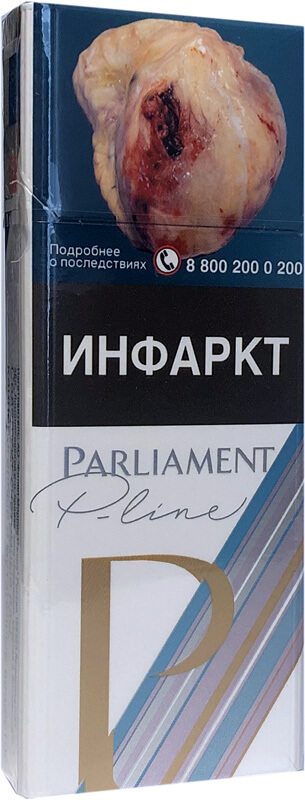 Подробнее
о последствиях 8 800 200 0 200
ИНФАРКТ
PARLIAMENT
P-line
P